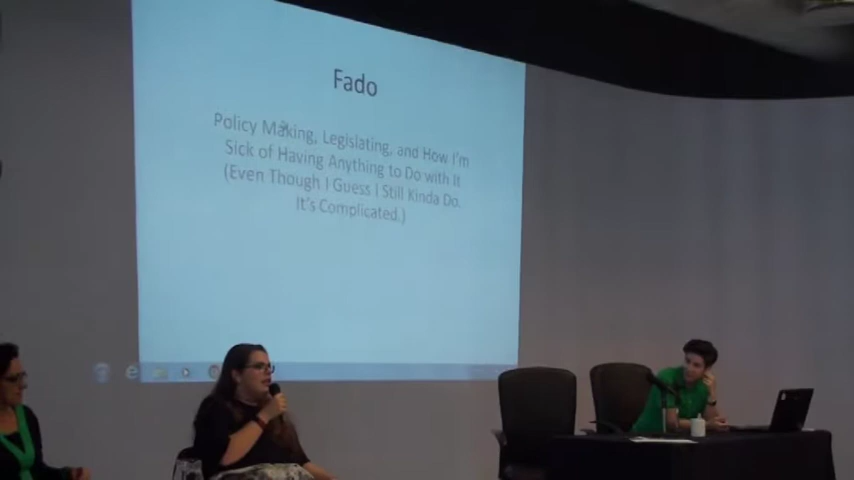 Fado
Policy Making, Legislating, and How I'm
Sick of Having Anything to Do with It
(Even Though I Guess I Still Kinda Do.
It's Complicated.)